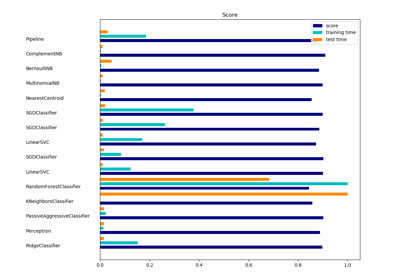 Score
score
training time
test time
Pipeline
ComplementNB
BernoulliNB
MultinomialNB
NearestCentroid
SGDClassifier
SGDClassifier
LinearSVC
SGDClassifier
LinearSVC
RandomForestClassifier
KNeighborsClassifier
PassiveAggressiveClassifier
Perceptron
RidgeClassifier
0.0 0.2 0.4 0.6 0.8 1.0